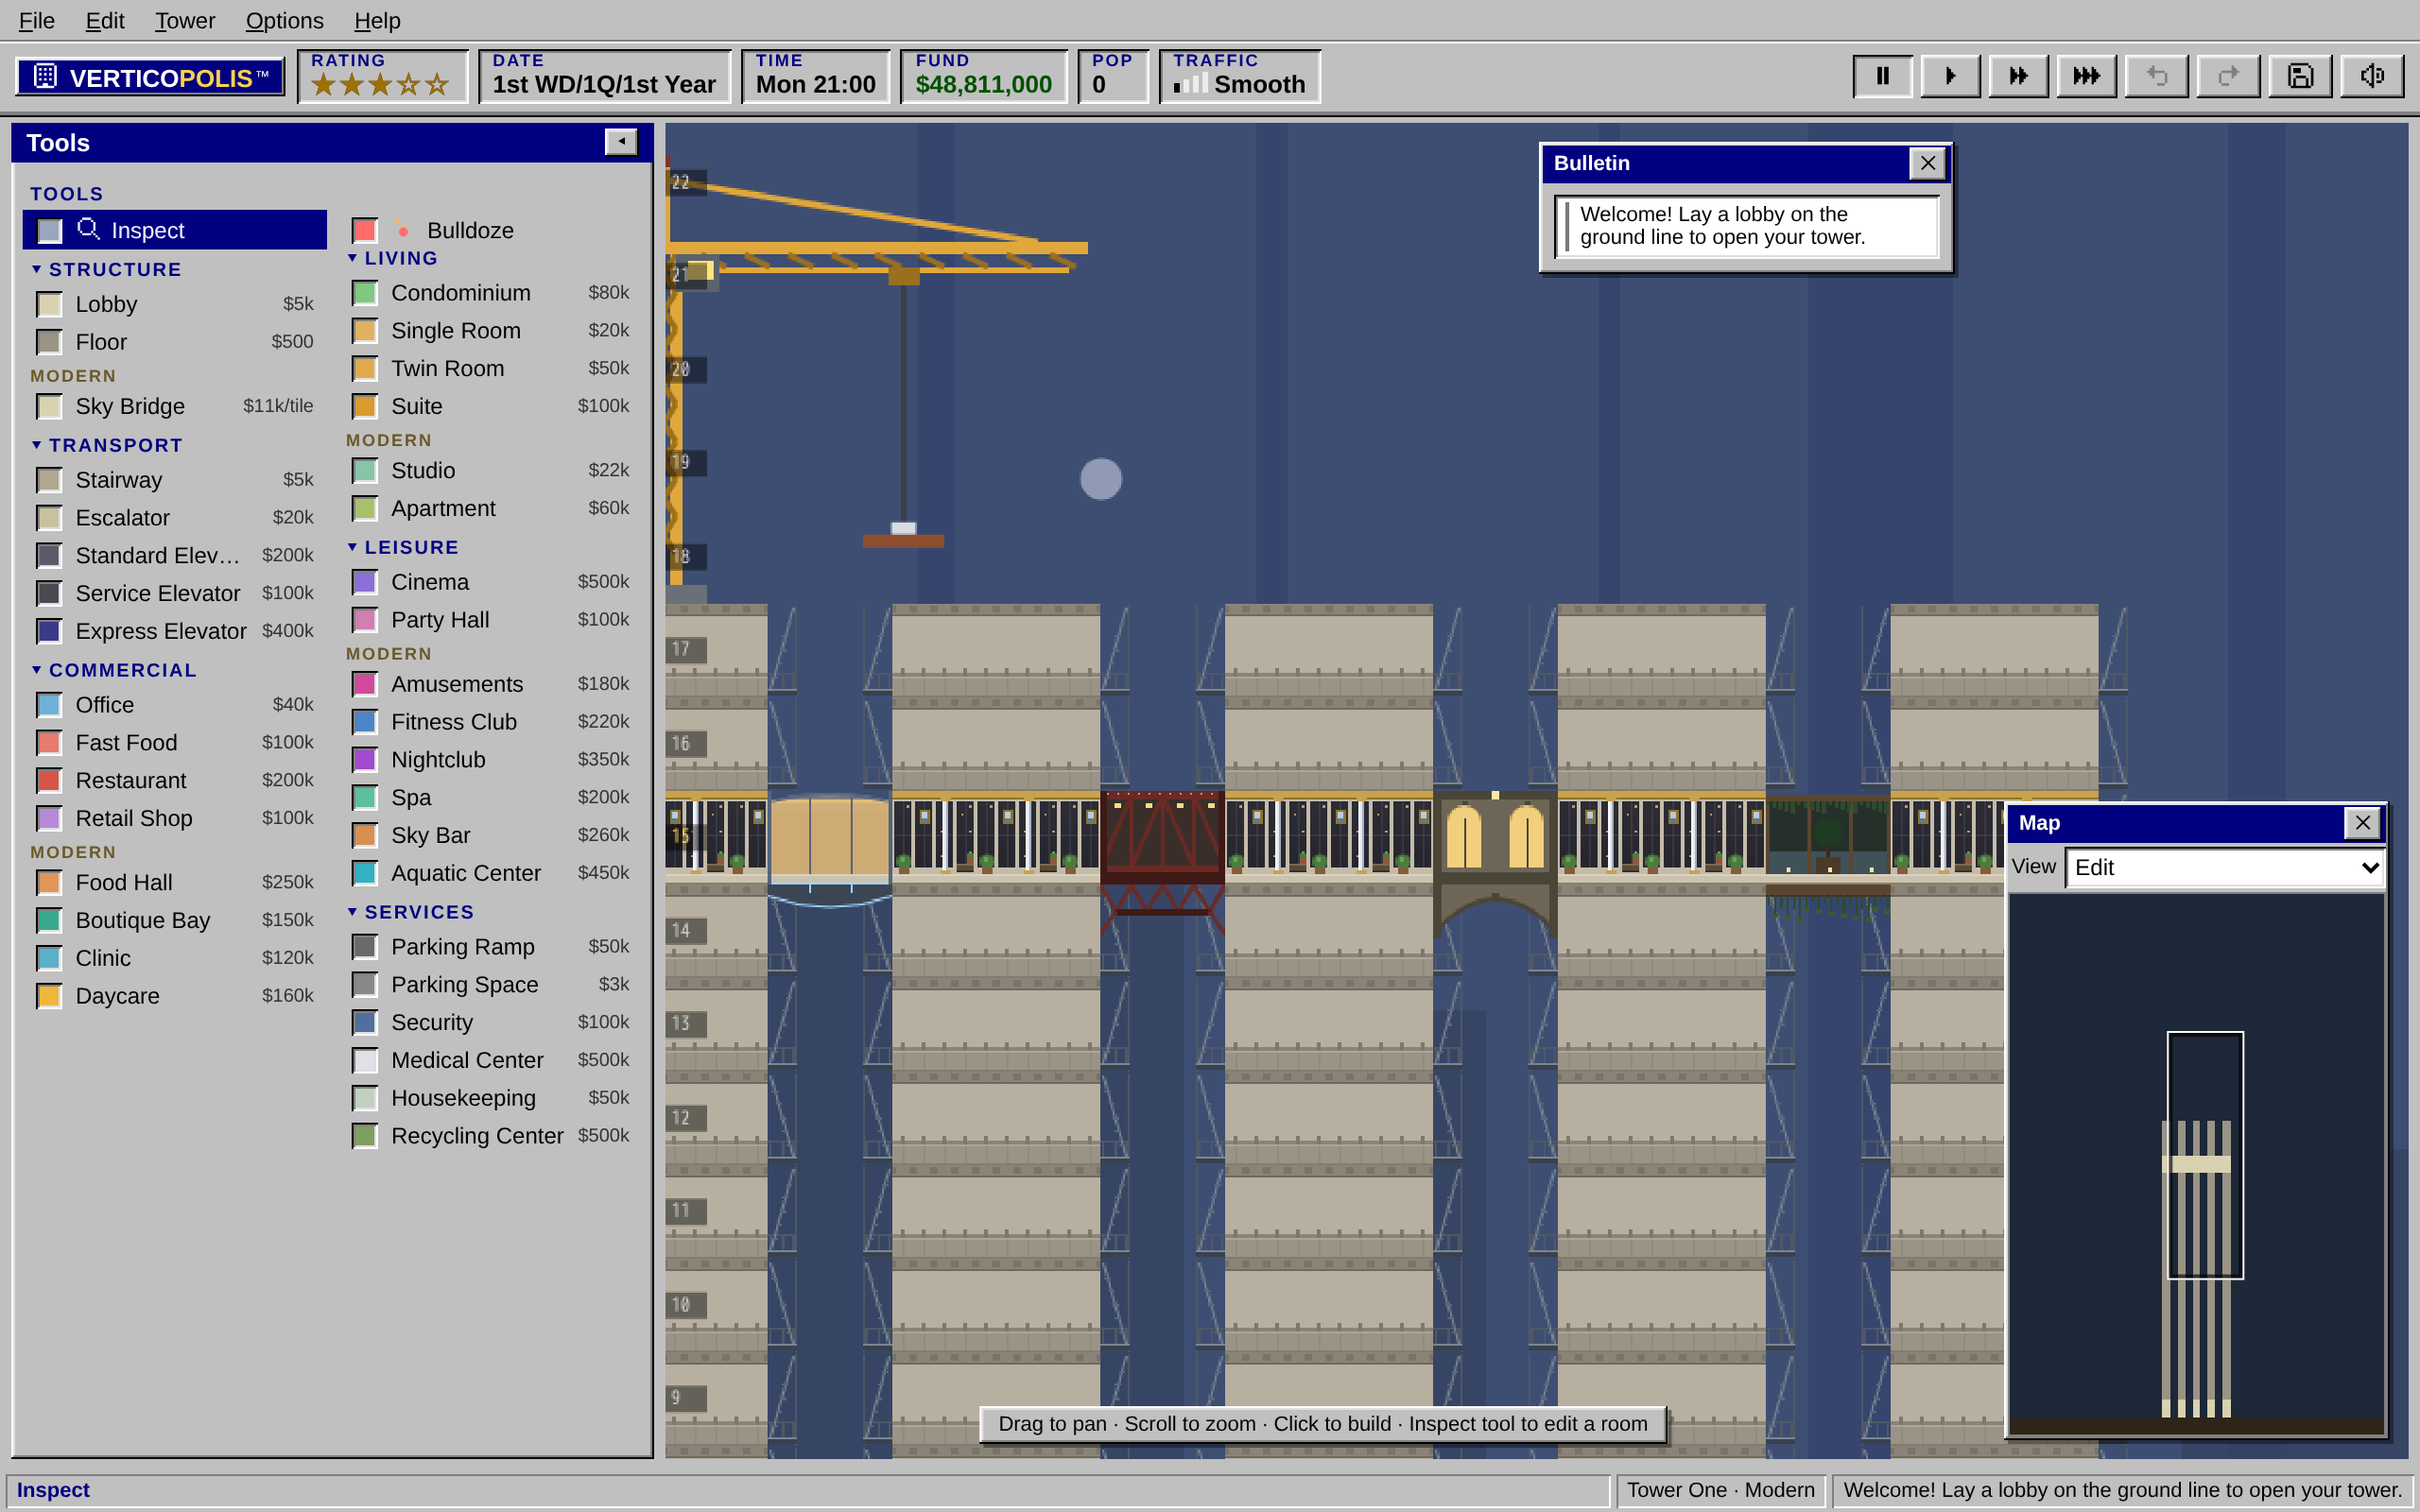 File Edit Tower Options Help
VERTICOPOLIS™
RATING
DATE
1st WD/1Q/1st Year
TIME
Mon 21:00
FUND
$48,811,000
POP
0
TRAFFIC
Smooth
Tools
TOOLS
Inspect
Bulldoze
STRUCTURE
Lobby $5k
Floor $500
MODERN
Sky Bridge $11k/tile
TRANSPORT
Stairway $5k
Escalator $20k
Standard Elev… $200k
Service Elevator $100k
Express Elevator $400k
COMMERCIAL
Office $40k
Fast Food $100k
Restaurant $200k
Retail Shop $100k
MODERN
Food Hall $250k
Boutique Bay $150k
Clinic $120k
Daycare $160k
LIVING
Condominium $80k
Single Room $20k
Twin Room $50k
Suite $100k
MODERN
Studio $22k
Apartment $60k
LEISURE
Cinema $500k
Party Hall $100k
MODERN
Amusements $180k
Fitness Club $220k
Nightclub $350k
Spa $200k
Sky Bar $260k
Aquatic Center $450k
SERVICES
Parking Ramp $50k
Parking Space $3k
Security $100k
Medical Center $500k
Housekeeping $50k
Recycling Center $500k
22
21
20
19
18
17
16
15
14
13
12
11
10
9
Bulletin
Welcome! Lay a lobby on the
ground line to open your tower.
Map
View Edit
Drag to pan · Scroll to zoom · Click to build · Inspect tool to edit a room
Inspect
Tower One · Modern
Welcome! Lay a lobby on the ground line to open your tower.